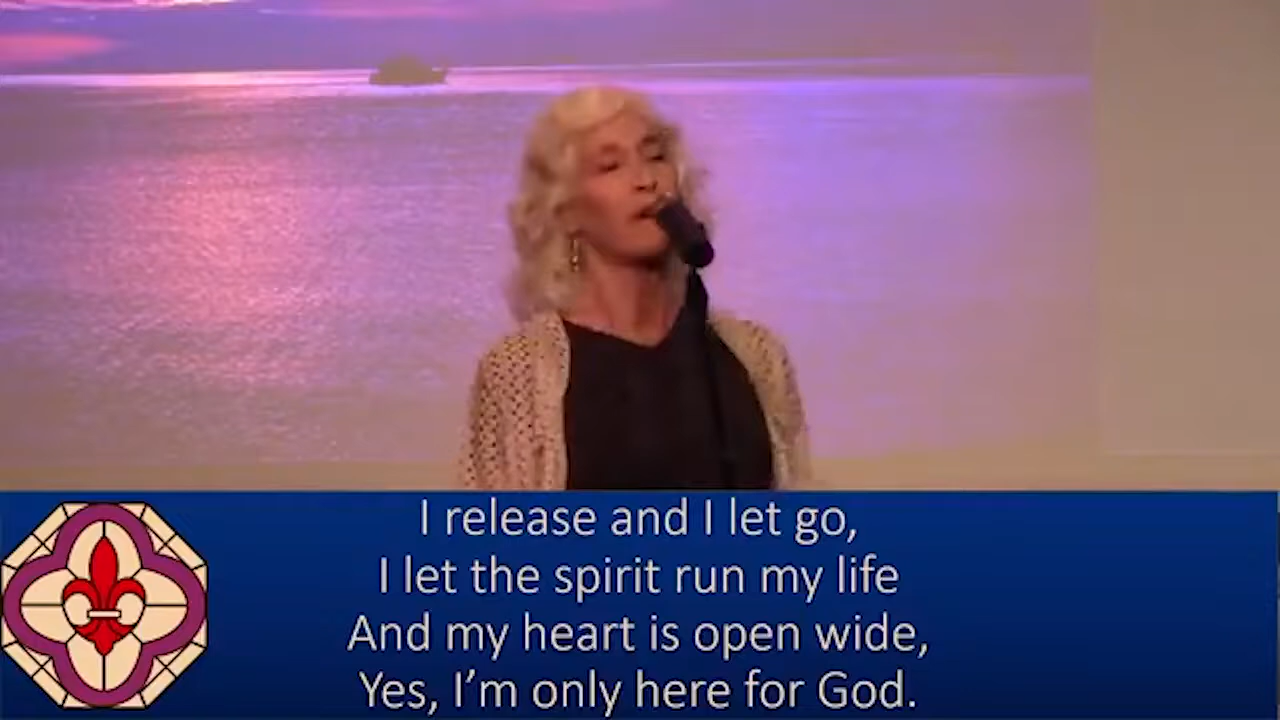 I release and I let go,
I let the spirit run my life
And my heart is open wide,
Yes, I’m only here for God.